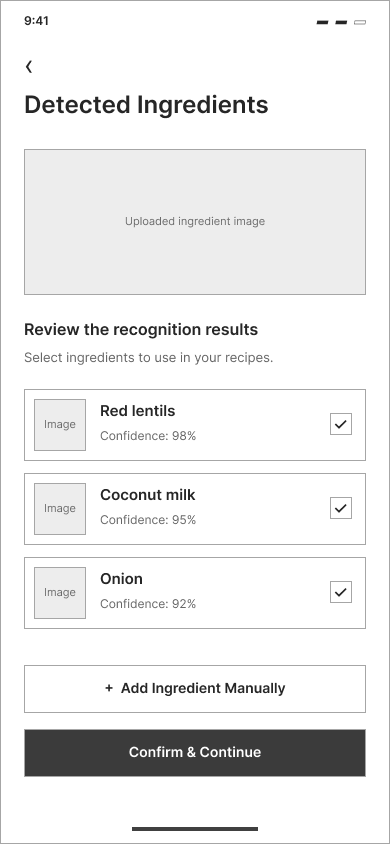 9:41
Detected Ingredients
Uploaded ingredient image
Review the recognition results
Select ingredients to use in your recipes.
Image
Red lentils
Confidence: 98%
Image
Coconut milk
Confidence: 95%
Image
Onion
Confidence: 92%
+ Add Ingredient Manually
Confirm & Continue